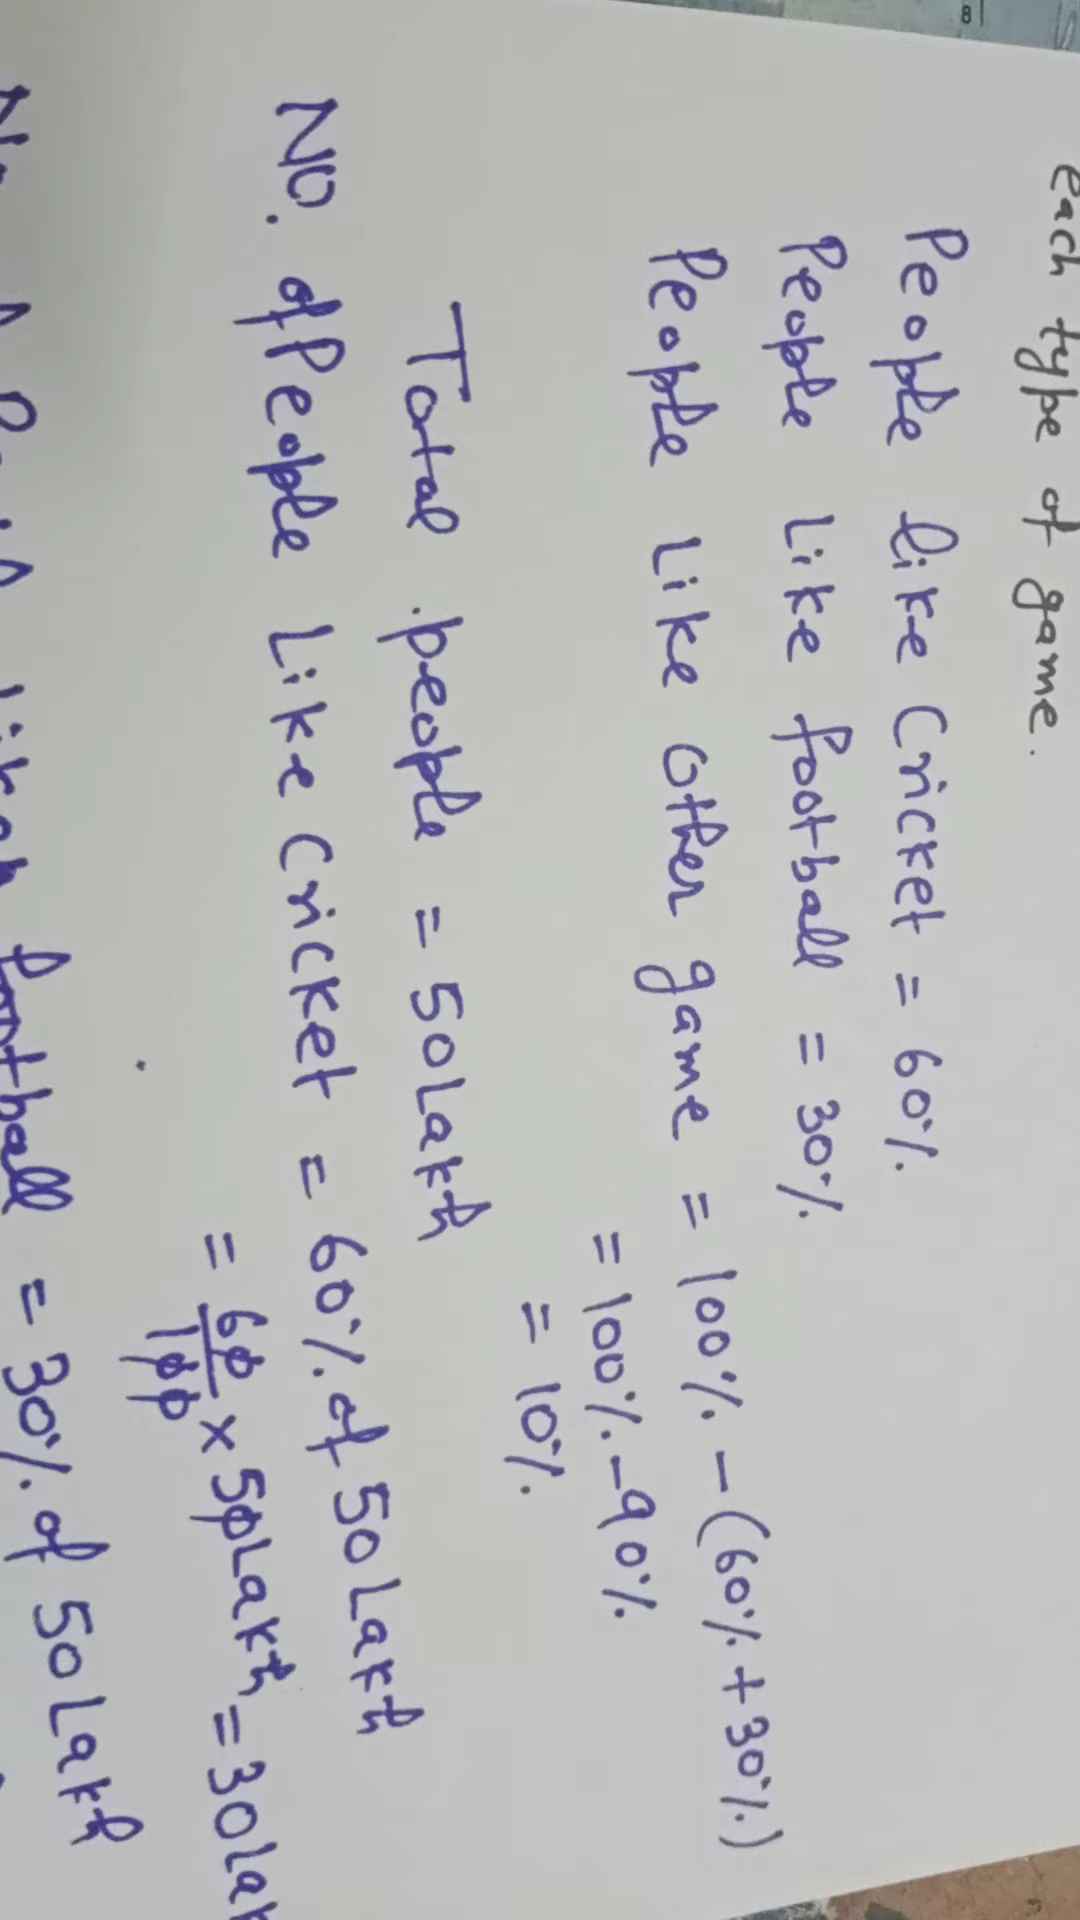 each type of game.
People like Cricket = 60%
People Like football = 30%
People Like other game = 100% - (60% + 30%)
= 100% - 90%
= 10%
Total people = 50 Lakh
NO. of People Like Cricket = 60% of 50 Lakh
= 60/100 x 50 Lakh = 30 lak
football = 30% of 50 Lakh
8